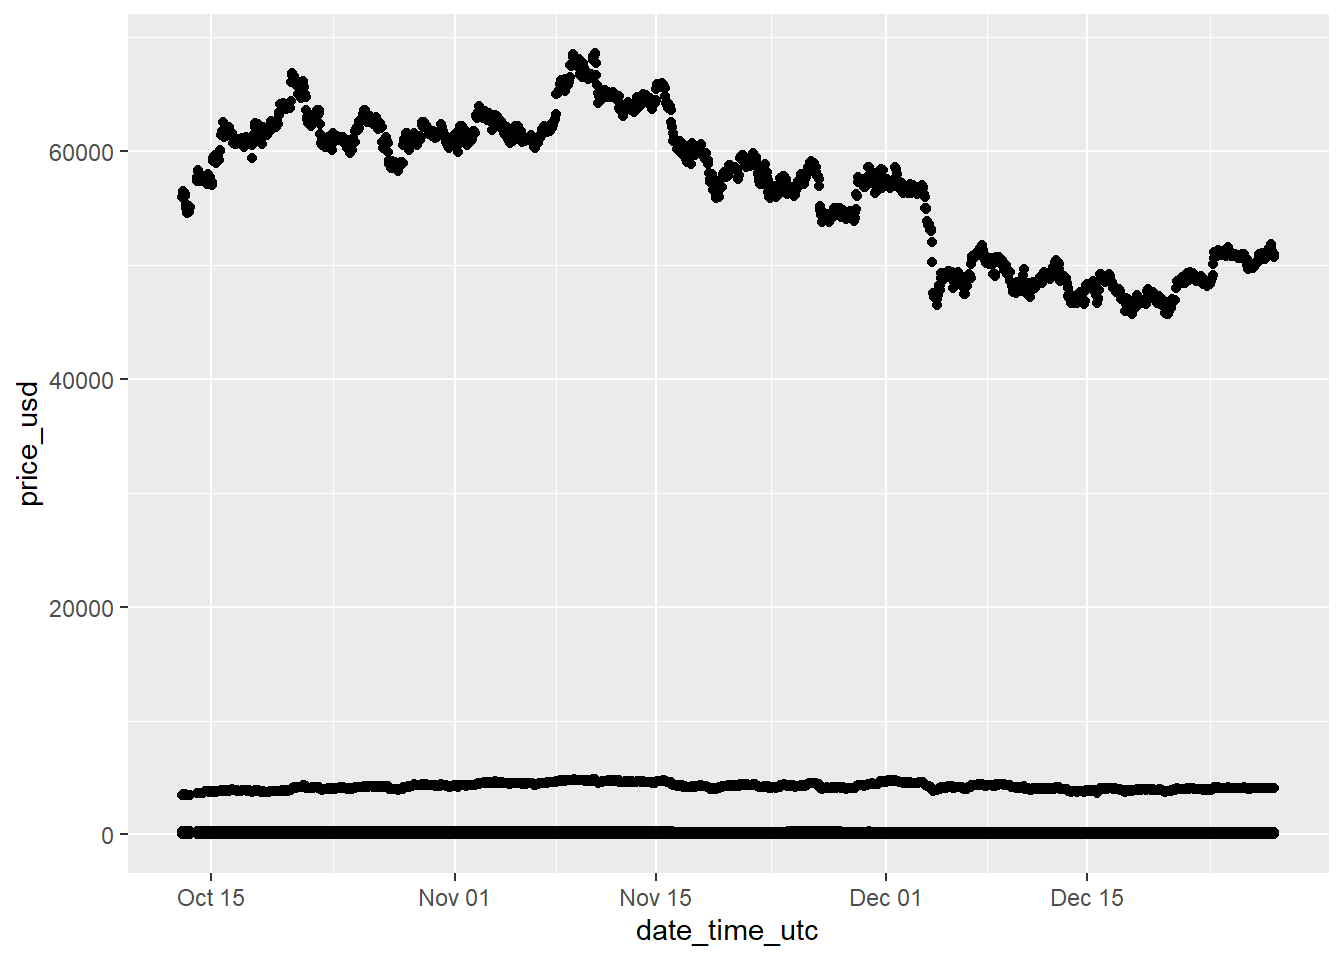 60000
40000
20000
0
price_usd
Oct 15
Nov 01
Nov 15
Dec 01
Dec 15
date_time_utc